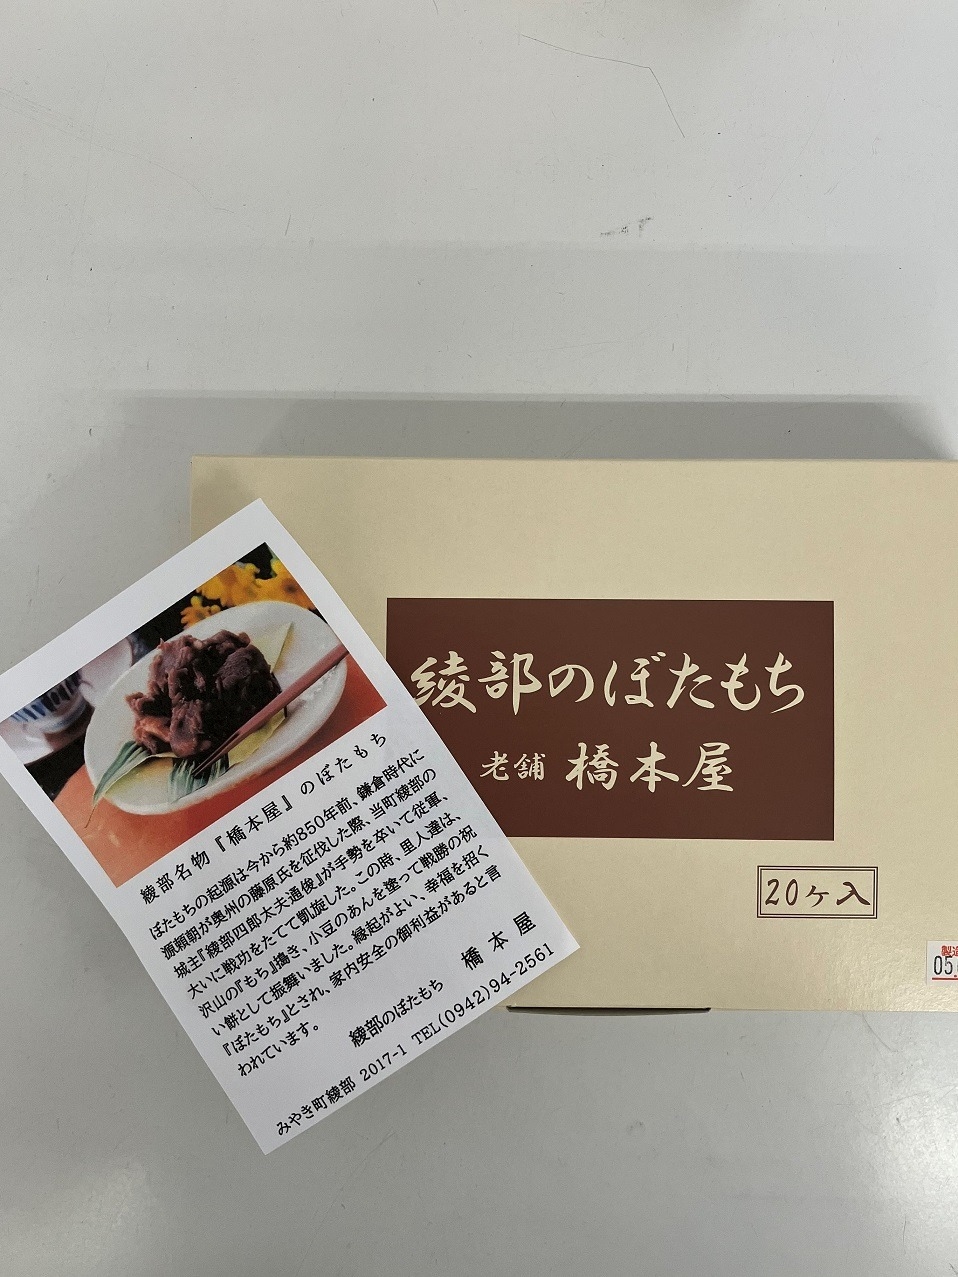 綾部のぼたもち
老舗 橋本屋
20ヶ入
製造
05.
綾部名物『橋本屋』のぼたもち
ぼたもちの起源は今から約850年前、鎌倉時代に
源頼朝が奥州の藤原氏を征伐した際、当町綾部の
城主『綾部四郎太夫通俊』が手勢を卒いて従軍、
大いに戦功をたてて凱旋した。この時、里人達は、
沢山の『もち』搗き、小豆のあんを塗って戦勝の祝
い餅として振舞いました。縁起がよい、幸福を招く
『ぼたもち』とされ、家内安全の御利益があると言
われています。
綾部のぼたもち 橋本屋
みやき町綾部 2017-1 TEL(0942)94-2561